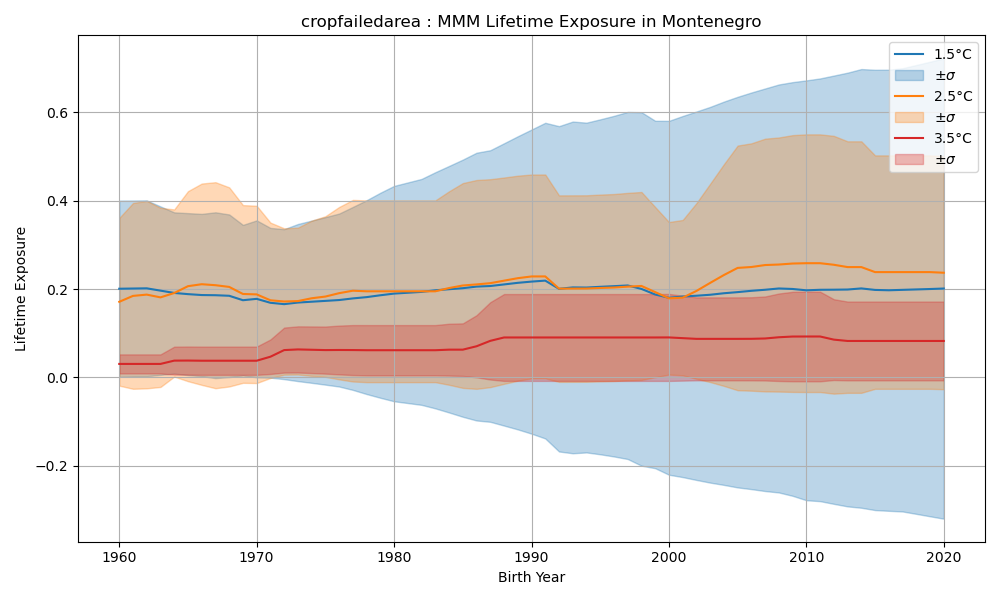 cropfailedarea : MMM Lifetime Exposure in Montenegro
Lifetime Exposure
0.6
0.4
0.2
0.0
−0.2
1960 1970 1980 1990 2000 2010 2020
Birth Year
1.5°C
±σ
2.5°C
±σ
3.5°C
±σ